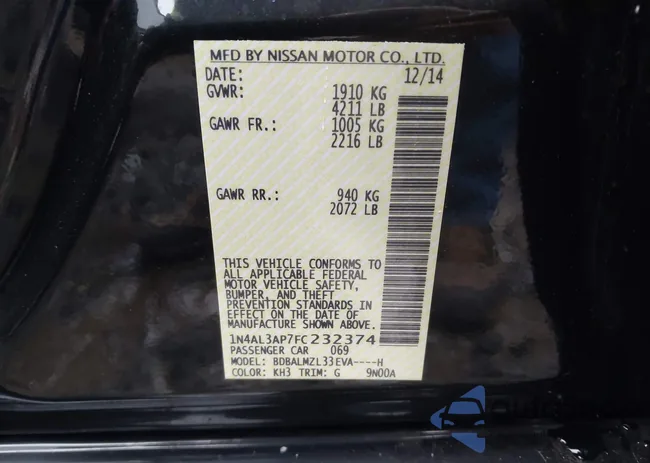 MFD BY NISSAN MOTOR CO., LTD.
DATE: 12/14
GVWR: 1910 KG
4211 LB
GAWR FR.: 1005 KG
2216 LB
GAWR RR.: 940 KG
2072 LB
THIS VEHICLE CONFORMS TO
ALL APPLICABLE FEDERAL
MOTOR VEHICLE SAFETY,
BUMPER, AND THEFT
PREVENTION STANDARDS IN
EFFECT ON THE DATE OF
MANUFACTURE SHOWN ABOVE.
1N4AL3AP7FC232374
PASSENGER CAR 069
MODEL: BDBALMZL33EVA----H
COLOR: KH3 TRIM: G 9N00A